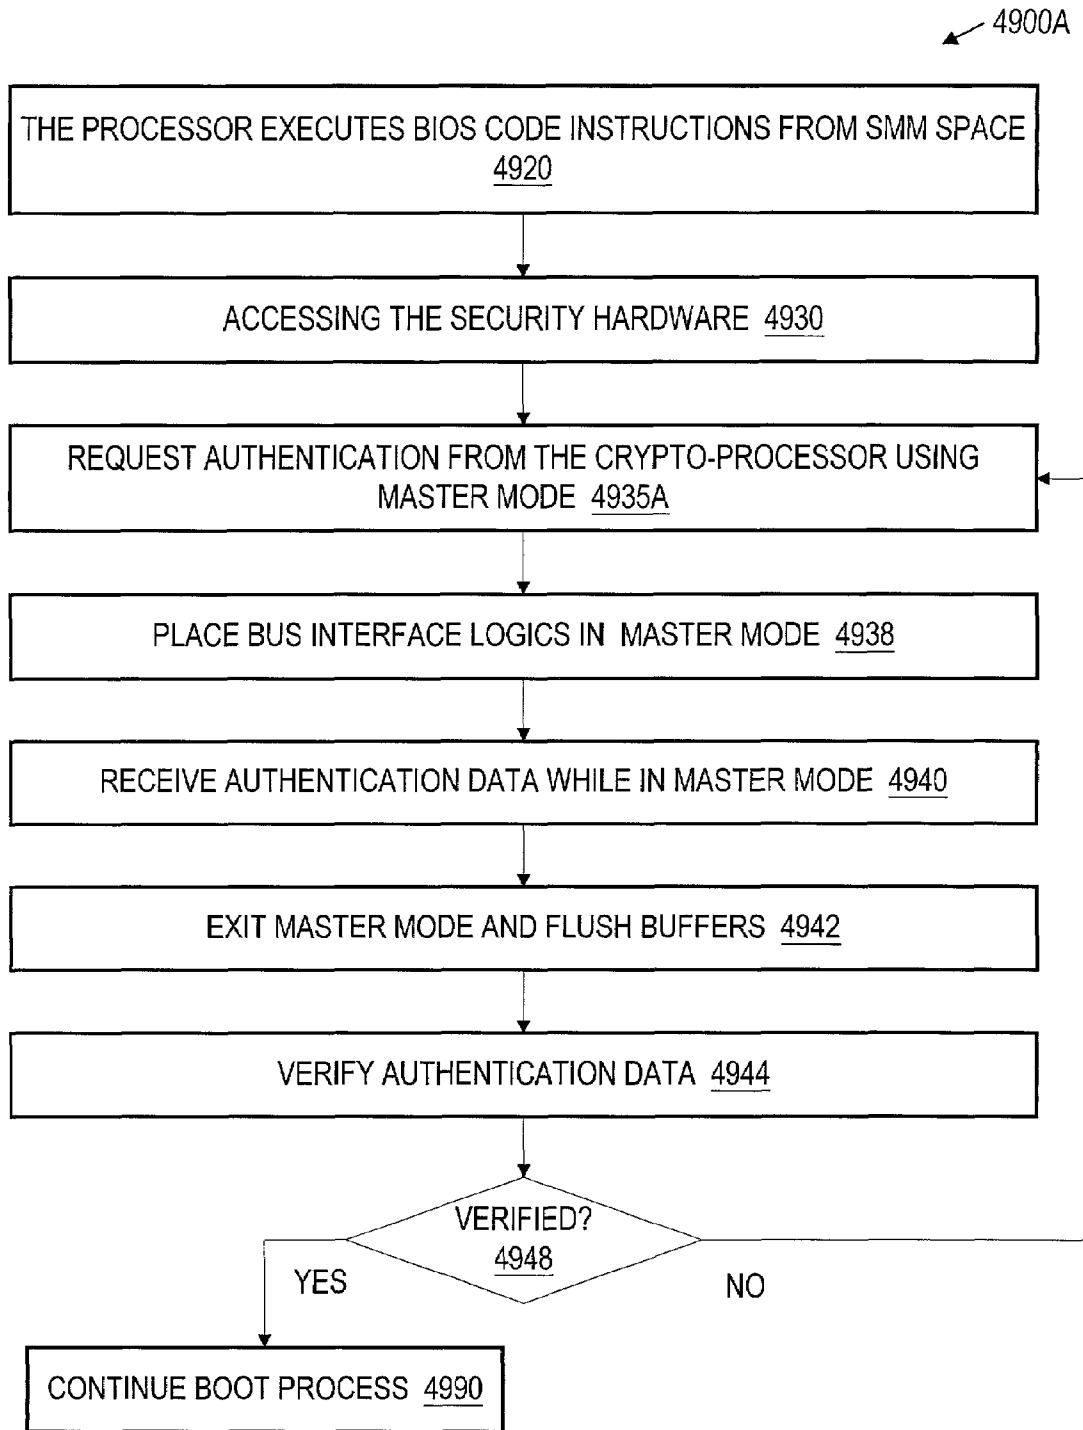 4900A
THE PROCESSOR EXECUTES BIOS CODE INSTRUCTIONS FROM SMM SPACE
4920
ACCESSING THE SECURITY HARDWARE 4930
REQUEST AUTHENTICATION FROM THE CRYPTO-PROCESSOR USING
MASTER MODE 4935A
PLACE BUS INTERFACE LOGICS IN MASTER MODE 4938
RECEIVE AUTHENTICATION DATA WHILE IN MASTER MODE 4940
EXIT MASTER MODE AND FLUSH BUFFERS 4942
VERIFY AUTHENTICATION DATA 4944
VERIFIED?
4948
YES
NO
CONTINUE BOOT PROCESS 4990